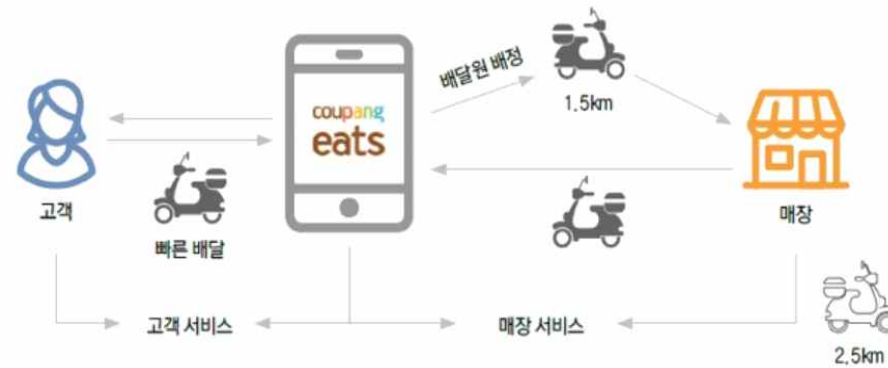 배달원 배정
1.5km
coupang
eats
고객
빠른 배달
매장
고객 서비스
매장 서비스
2.5km